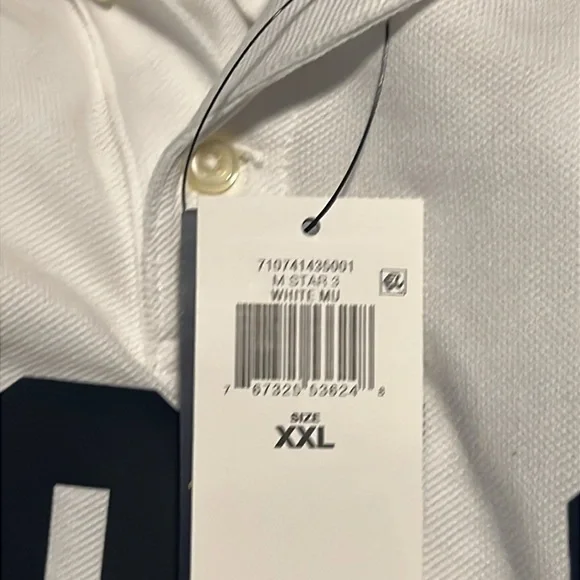 710741435001
M STAR 3
WHITE MU
7 67325 53624 8
SIZE
XXL